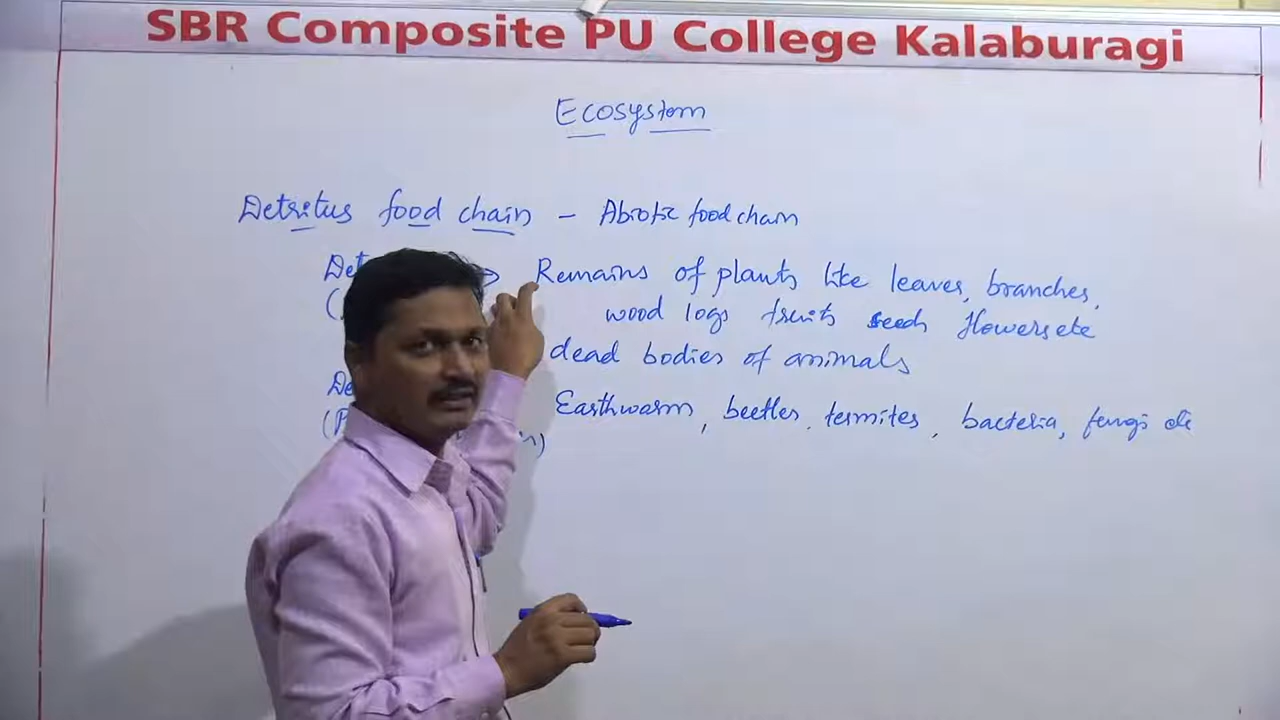 SBR Composite PU College Kalaburagi
Ecosystem
Detritus food chain - Abiotic food chain
Remains of plants like leaves, branches,
wood logs fruits seeds flowers etc
dead bodies of animals
Earthwarm, beetles, termites, bacteria, fungi etc